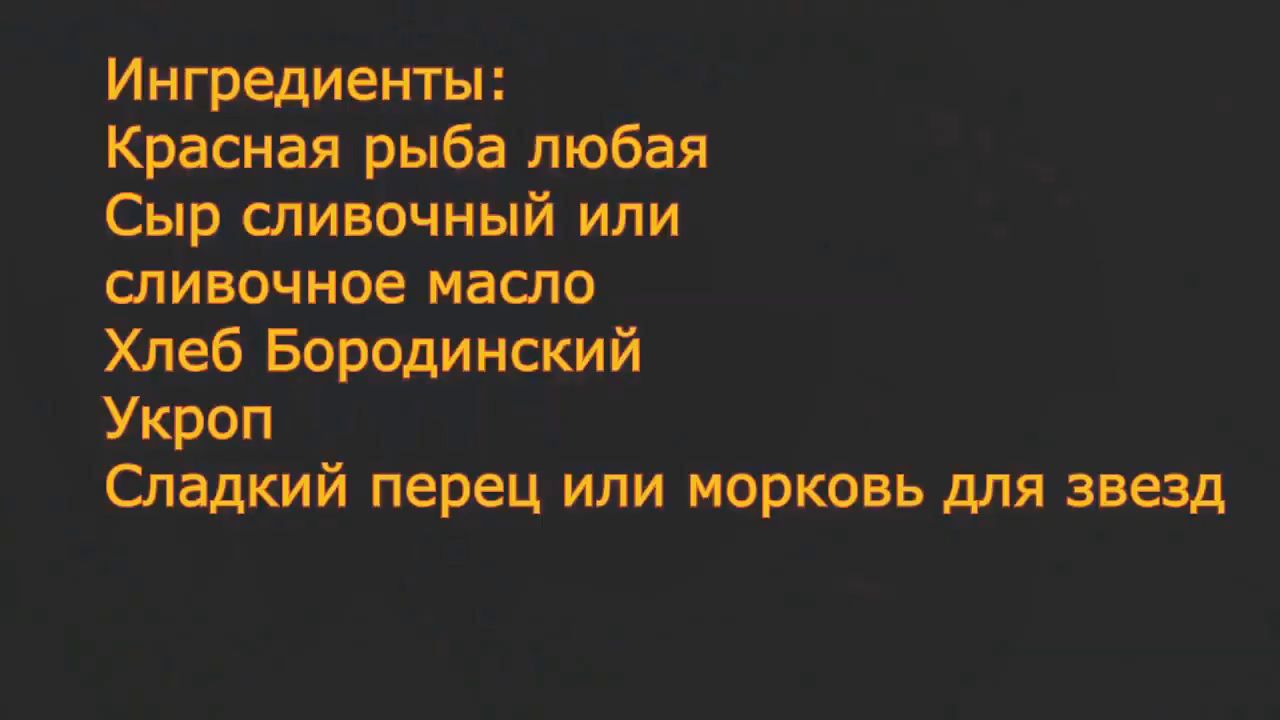 Ингредиенты:
Красная рыба любая
Сыр сливочный или
сливочное масло
Хлеб Бородинский
Укроп
Сладкий перец или морковь для звезд